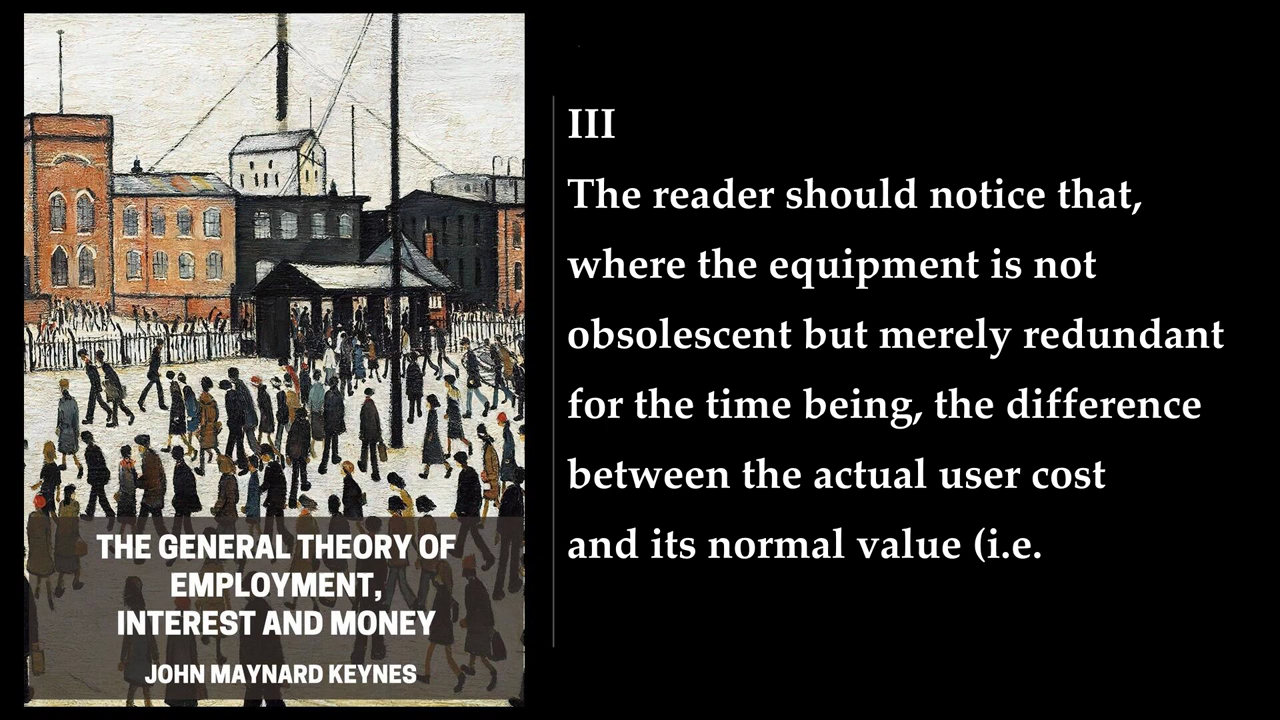 THE GENERAL THEORY OF
EMPLOYMENT,
INTEREST AND MONEY
JOHN MAYNARD KEYNES
III
The reader should notice that,
where the equipment is not
obsolescent but merely redundant
for the time being, the difference
between the actual user cost
and its normal value (i.e.